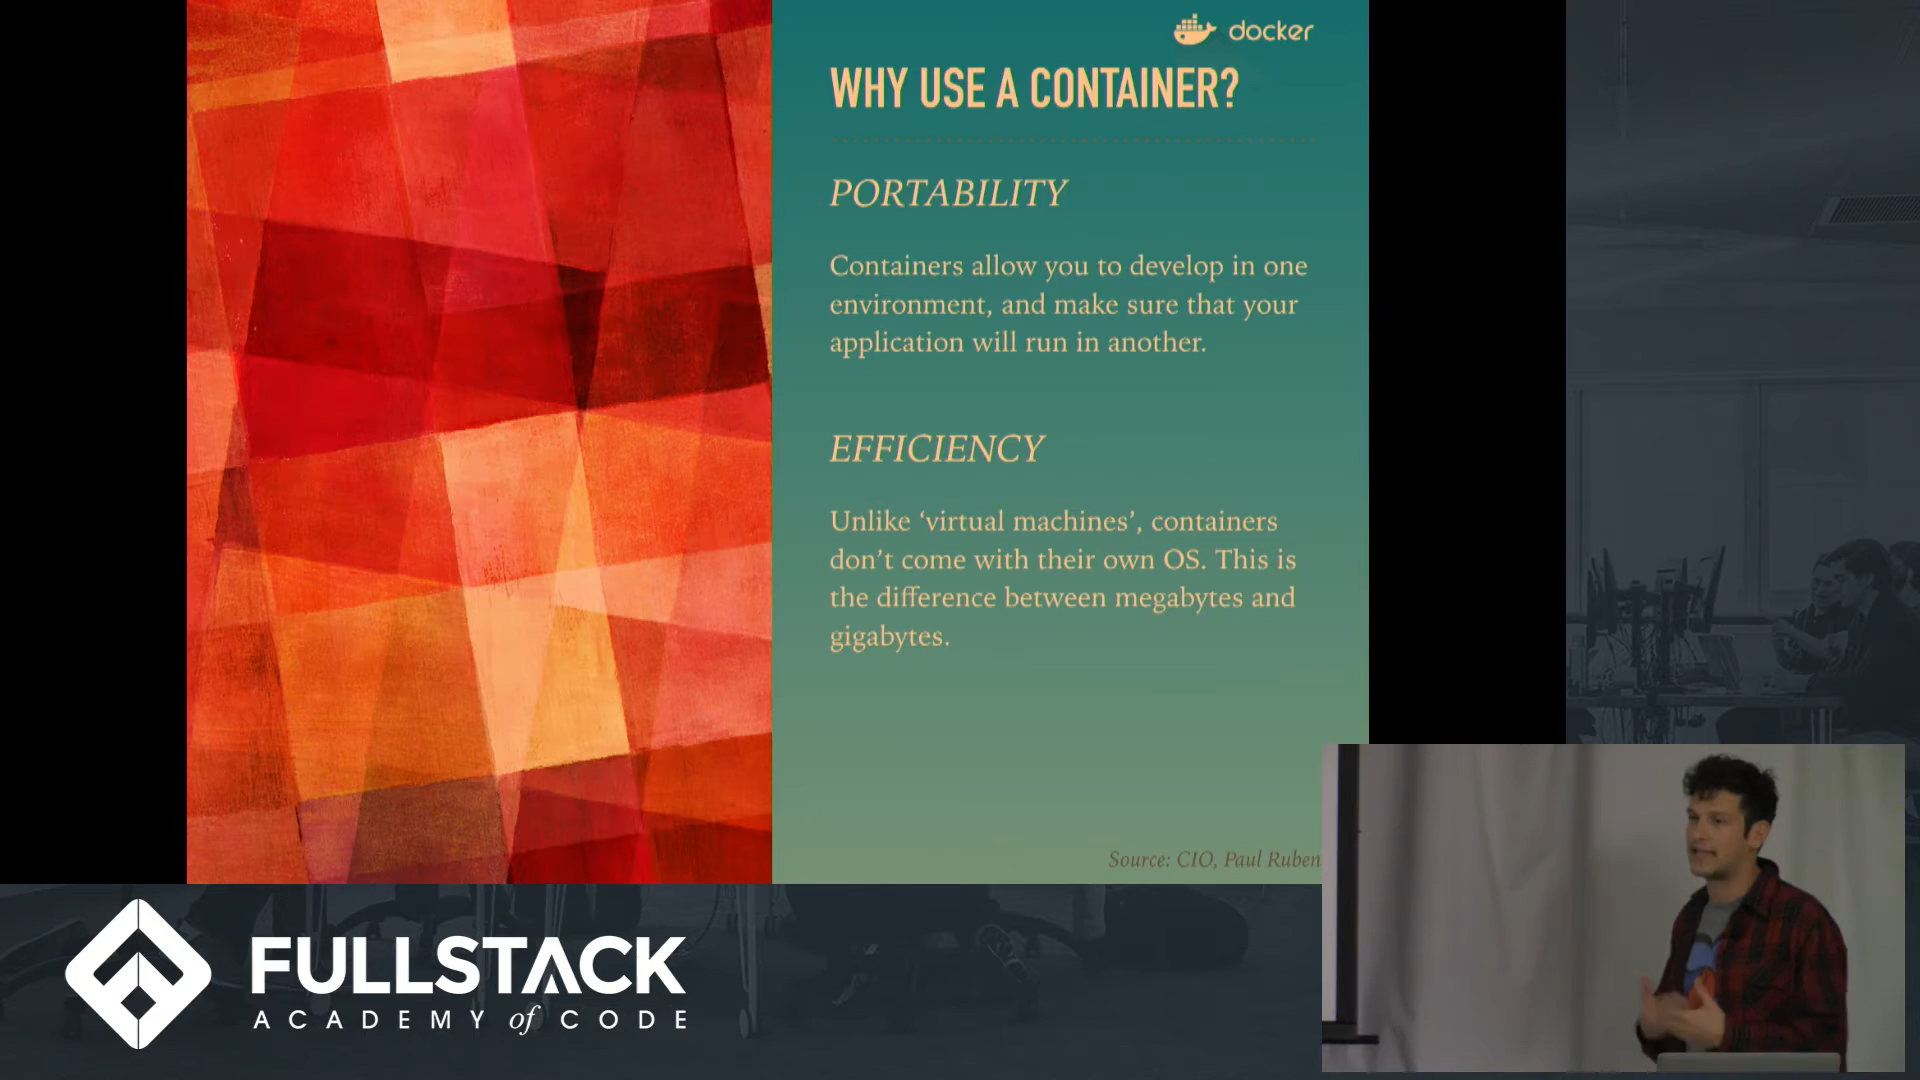 docker
WHY USE A CONTAINER?
PORTABILITY
Containers allow you to develop in one
environment, and make sure that your
application will run in another.
EFFICIENCY
Unlike ‘virtual machines’, containers
don’t come with their own OS. This is
the difference between megabytes and
gigabytes.
Source: CIO, Paul Ruben
FULLSTACK
ACADEMY of CODE